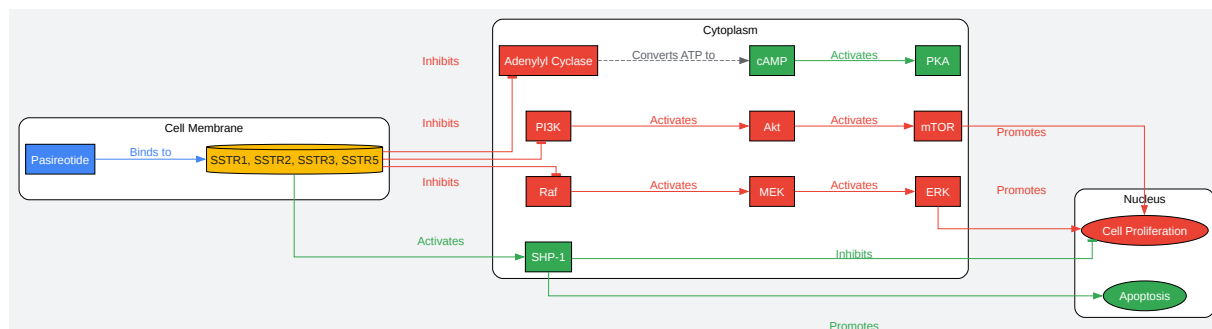 Cytoplasm
Inhibits
Adenylyl Cyclase
Converts ATP to
cAMP
Activates
PKA
Cell Membrane
Inhibits
PI3K
Activates
Akt
Activates
mTOR
Promotes
Pasireotide
Binds to
SSTR1, SSTR2, SSTR3, SSTR5
Inhibits
Raf
Activates
MEK
Activates
ERK
Promotes
Nucleus
Cell Proliferation
Activates
SHP-1
Inhibits
Apoptosis
Promotes